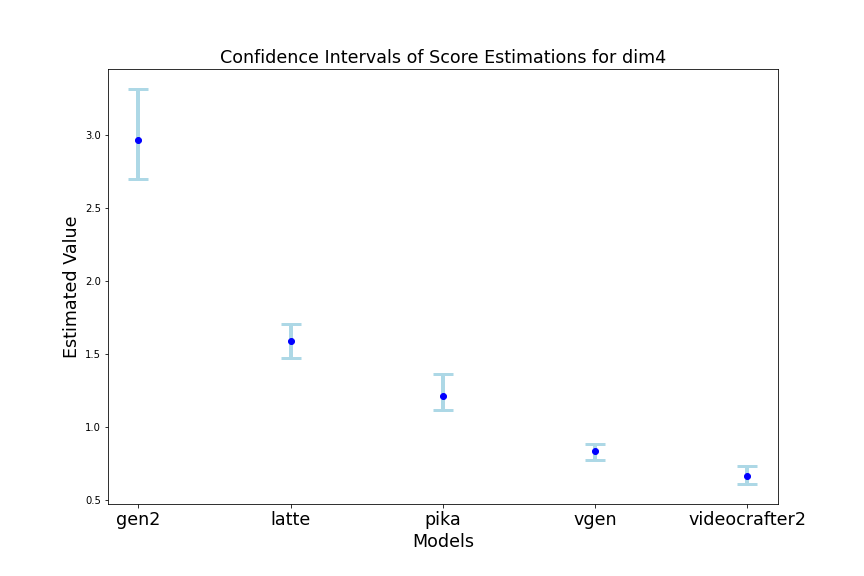 Confidence Intervals of Score Estimations for dim4
Estimated Value
3.0
2.5
2.0
1.5
1.0
0.5
gen2 latte pika vgen videocrafter2
Models